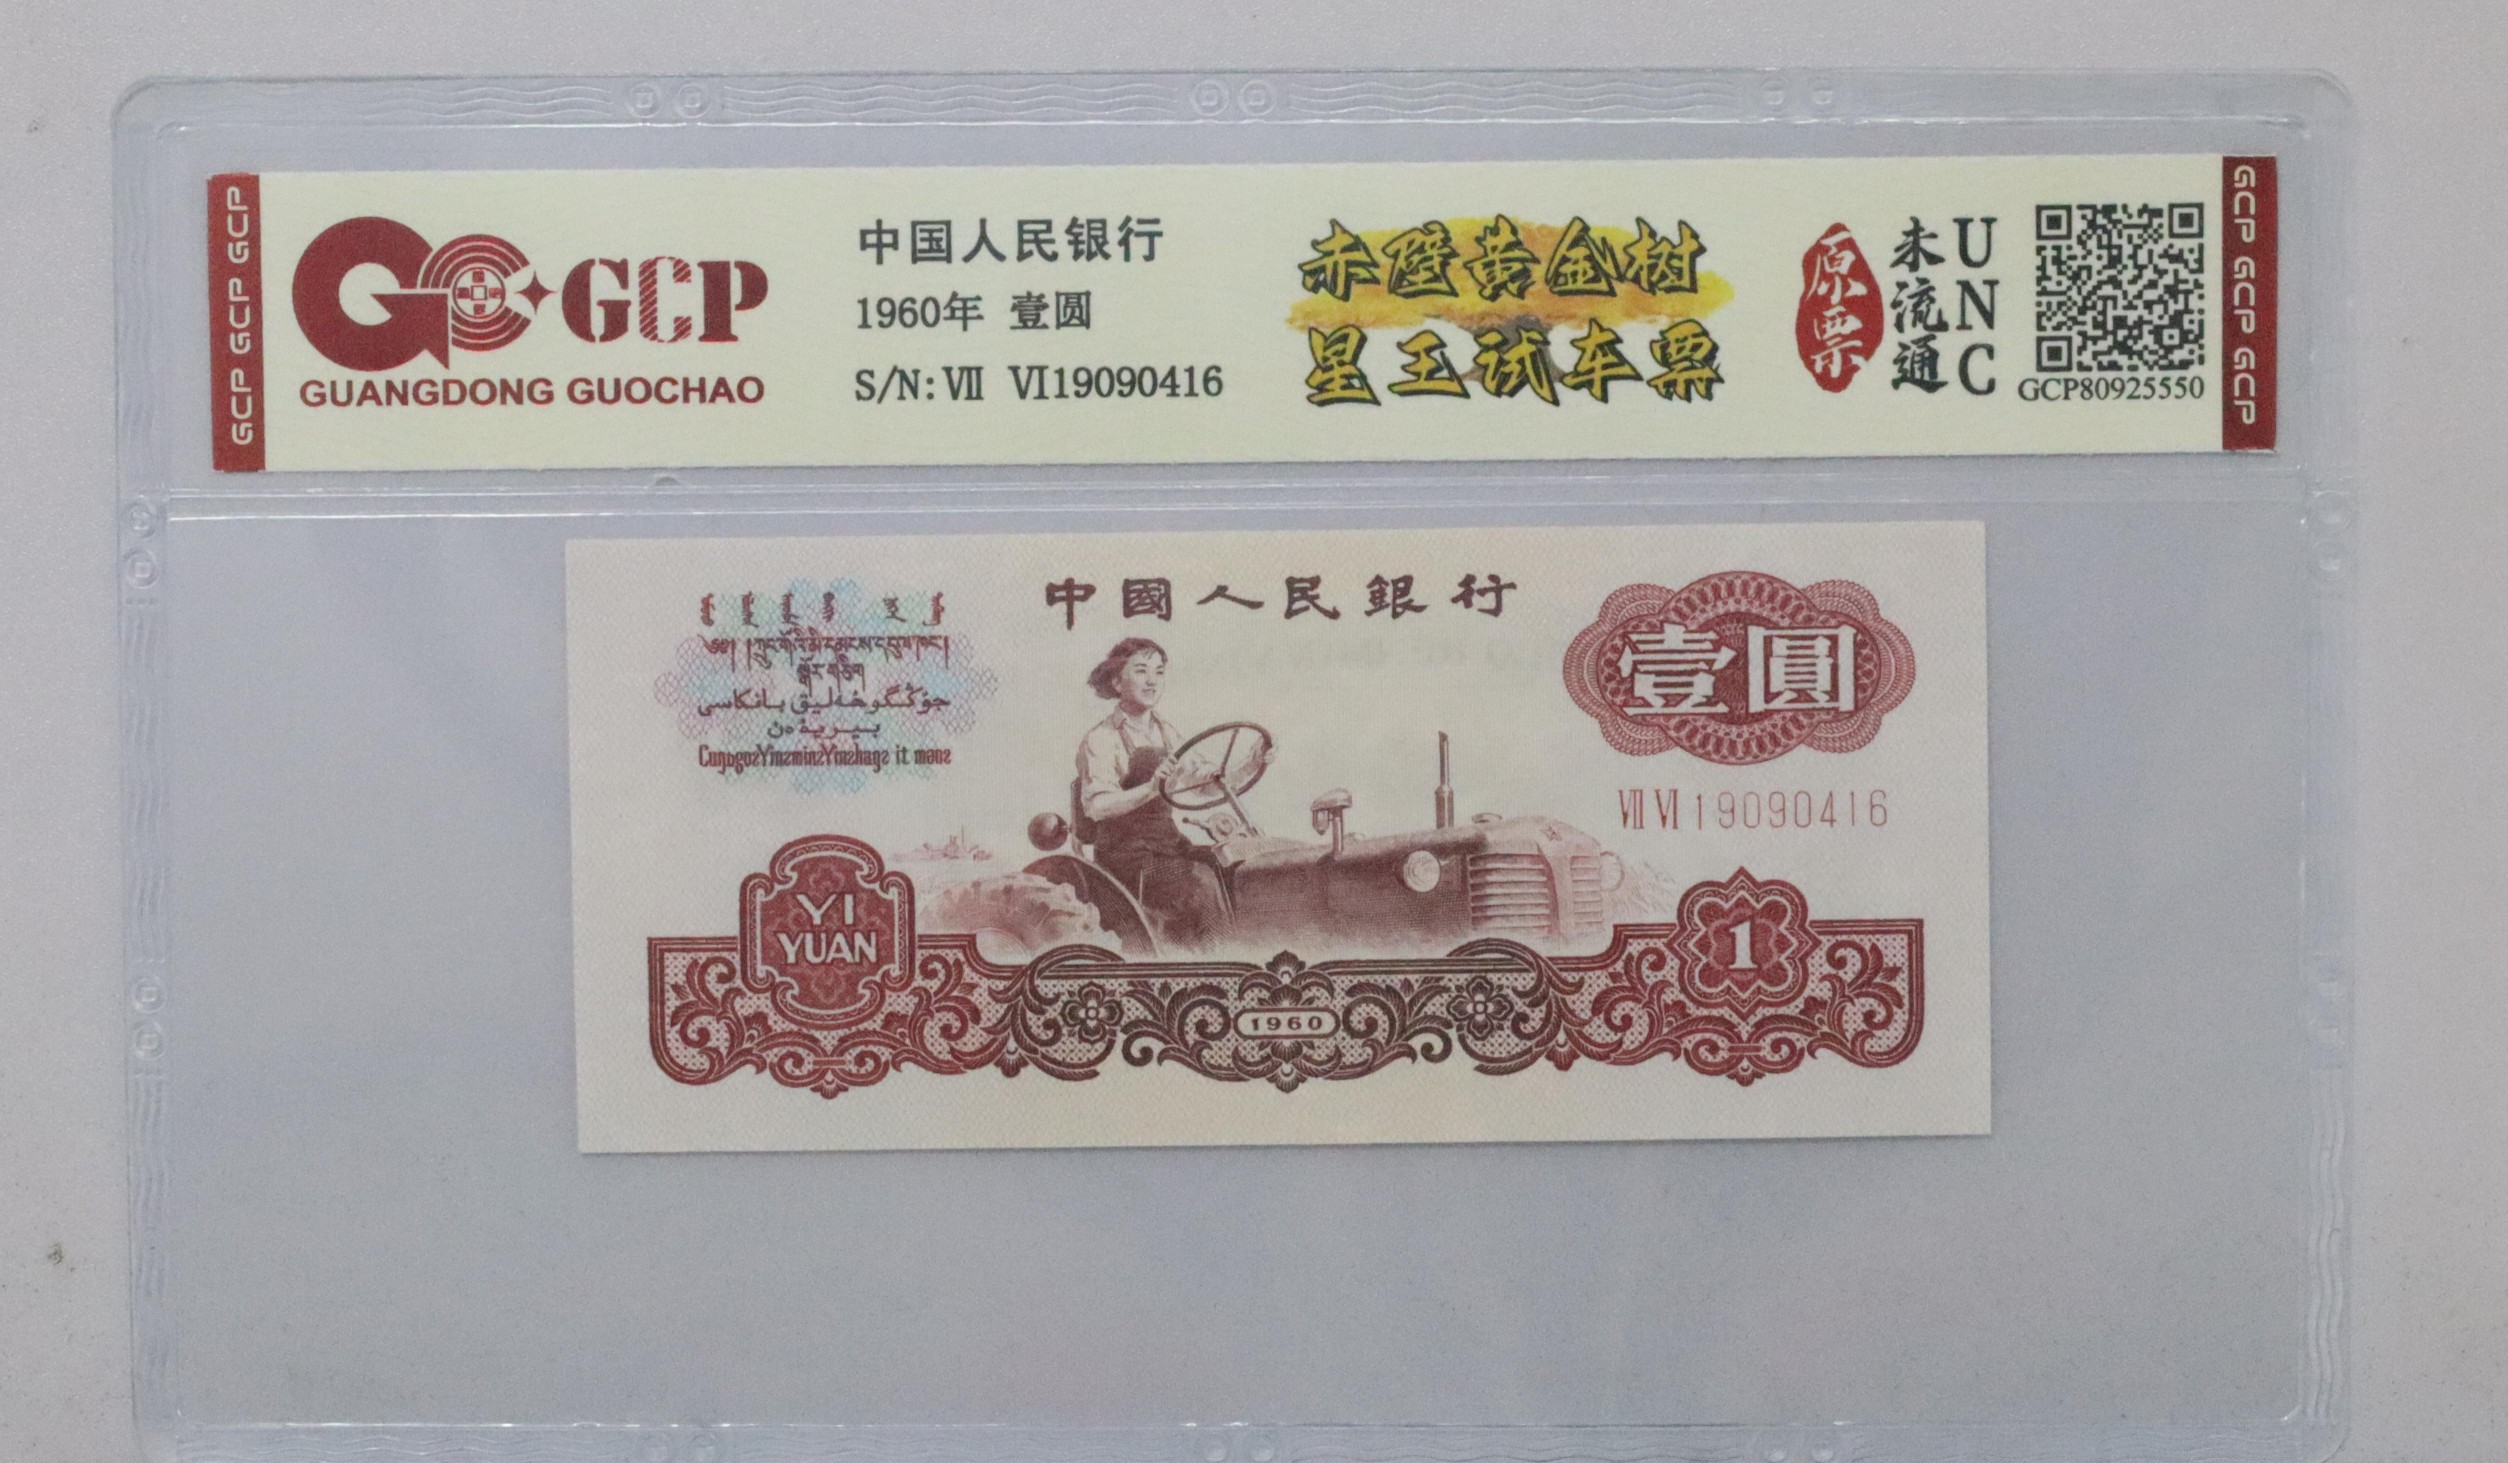 GCP GCP GCP
GCP
GUANGDONG GUOCHAO
中国人民银行
1960年 壹圆
S/N: Ⅶ Ⅵ19090416
赤壁黄金树
星王试车票
原票
未流通
UNC
GCP80925550
GCP GCP GCP
中國人民銀行
壹圓
Ⅶ Ⅵ 19090416
YI
YUAN
1960
1